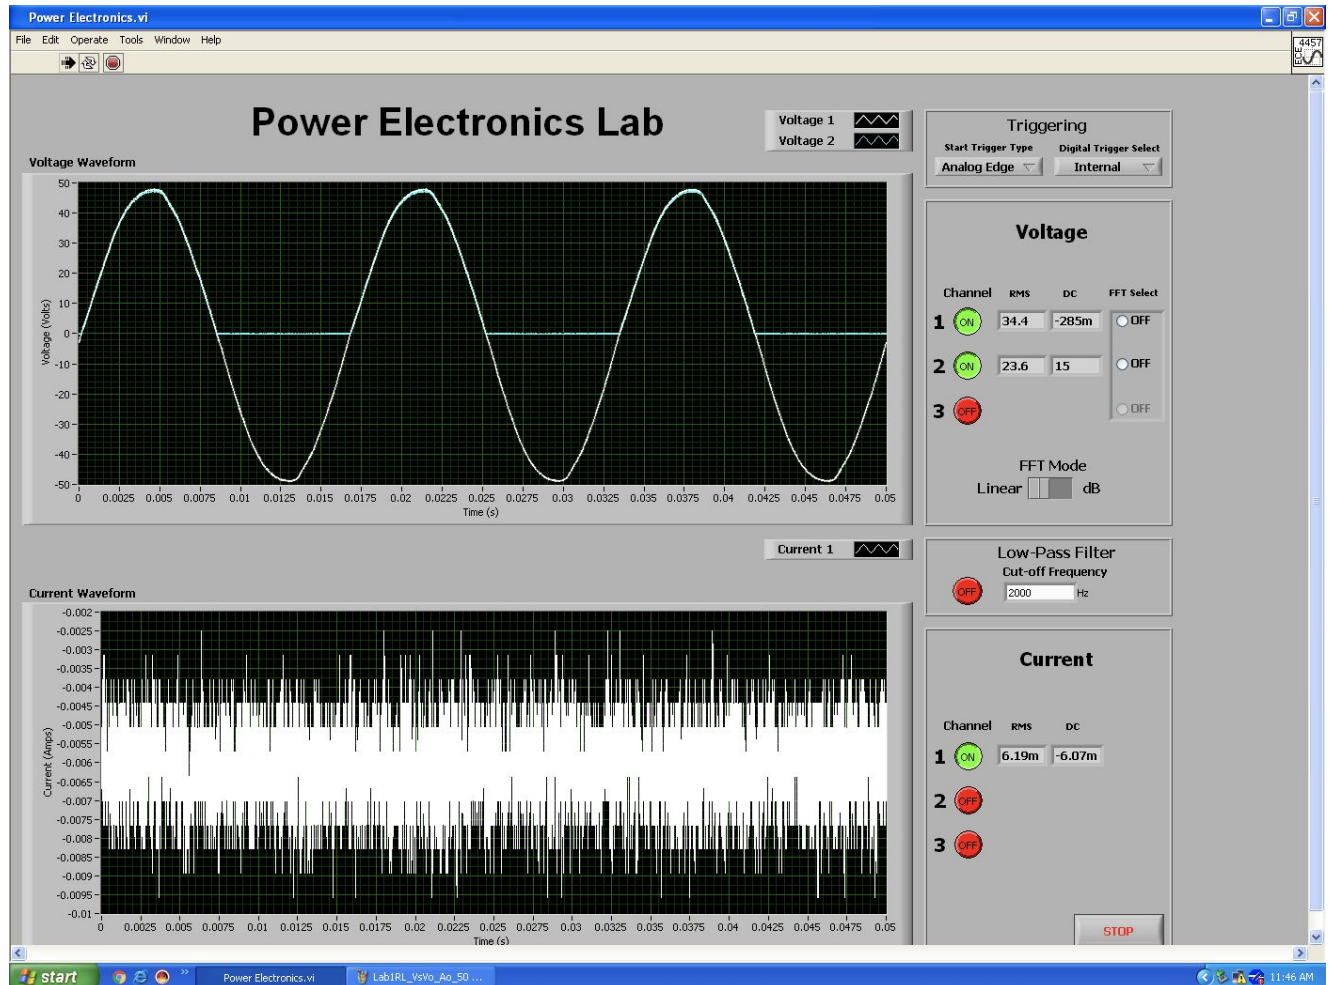 Power Electronics.vi
File Edit Operate Tools Window Help
4457
ECE
Power Electronics Lab
Voltage 1
Voltage 2
Voltage Waveform
50
40
30
20
10
0
-10
-20
-30
-40
-50
Voltage (Volts)
0 0.0025 0.005 0.0075 0.01 0.0125 0.015 0.0175 0.02 0.0225 0.025 0.0275 0.03 0.0325 0.035 0.0375 0.04 0.0425 0.045 0.0475 0.05
Time (s)
Current 1
Current Waveform
-0.002
-0.0025
-0.003
-0.0035
-0.004
-0.0045
-0.005
-0.0055
-0.006
-0.0065
-0.007
-0.0075
-0.008
-0.0085
-0.009
-0.0095
-0.01
Current (Amps)
0 0.0025 0.005 0.0075 0.01 0.0125 0.015 0.0175 0.02 0.0225 0.025 0.0275 0.03 0.0325 0.035 0.0375 0.04 0.0425 0.045 0.0475 0.05
Time (s)
Triggering
Start Trigger Type Digital Trigger Select
Analog Edge Internal
Voltage
Channel RMS DC FFT Select
1 ON 34.4 -285m OFF
2 ON 23.6 15 OFF
3 OFF OFF
FFT Mode
Linear dB
Low-Pass Filter
Cut-off Frequency
OFF 2000 Hz
Current
Channel RMS DC
1 ON 6.19m -6.07m
2 OFF
3 OFF
STOP
start Power Electronics.vi Lab1RL_VsVo_Ao_50 ... 11:46 AM